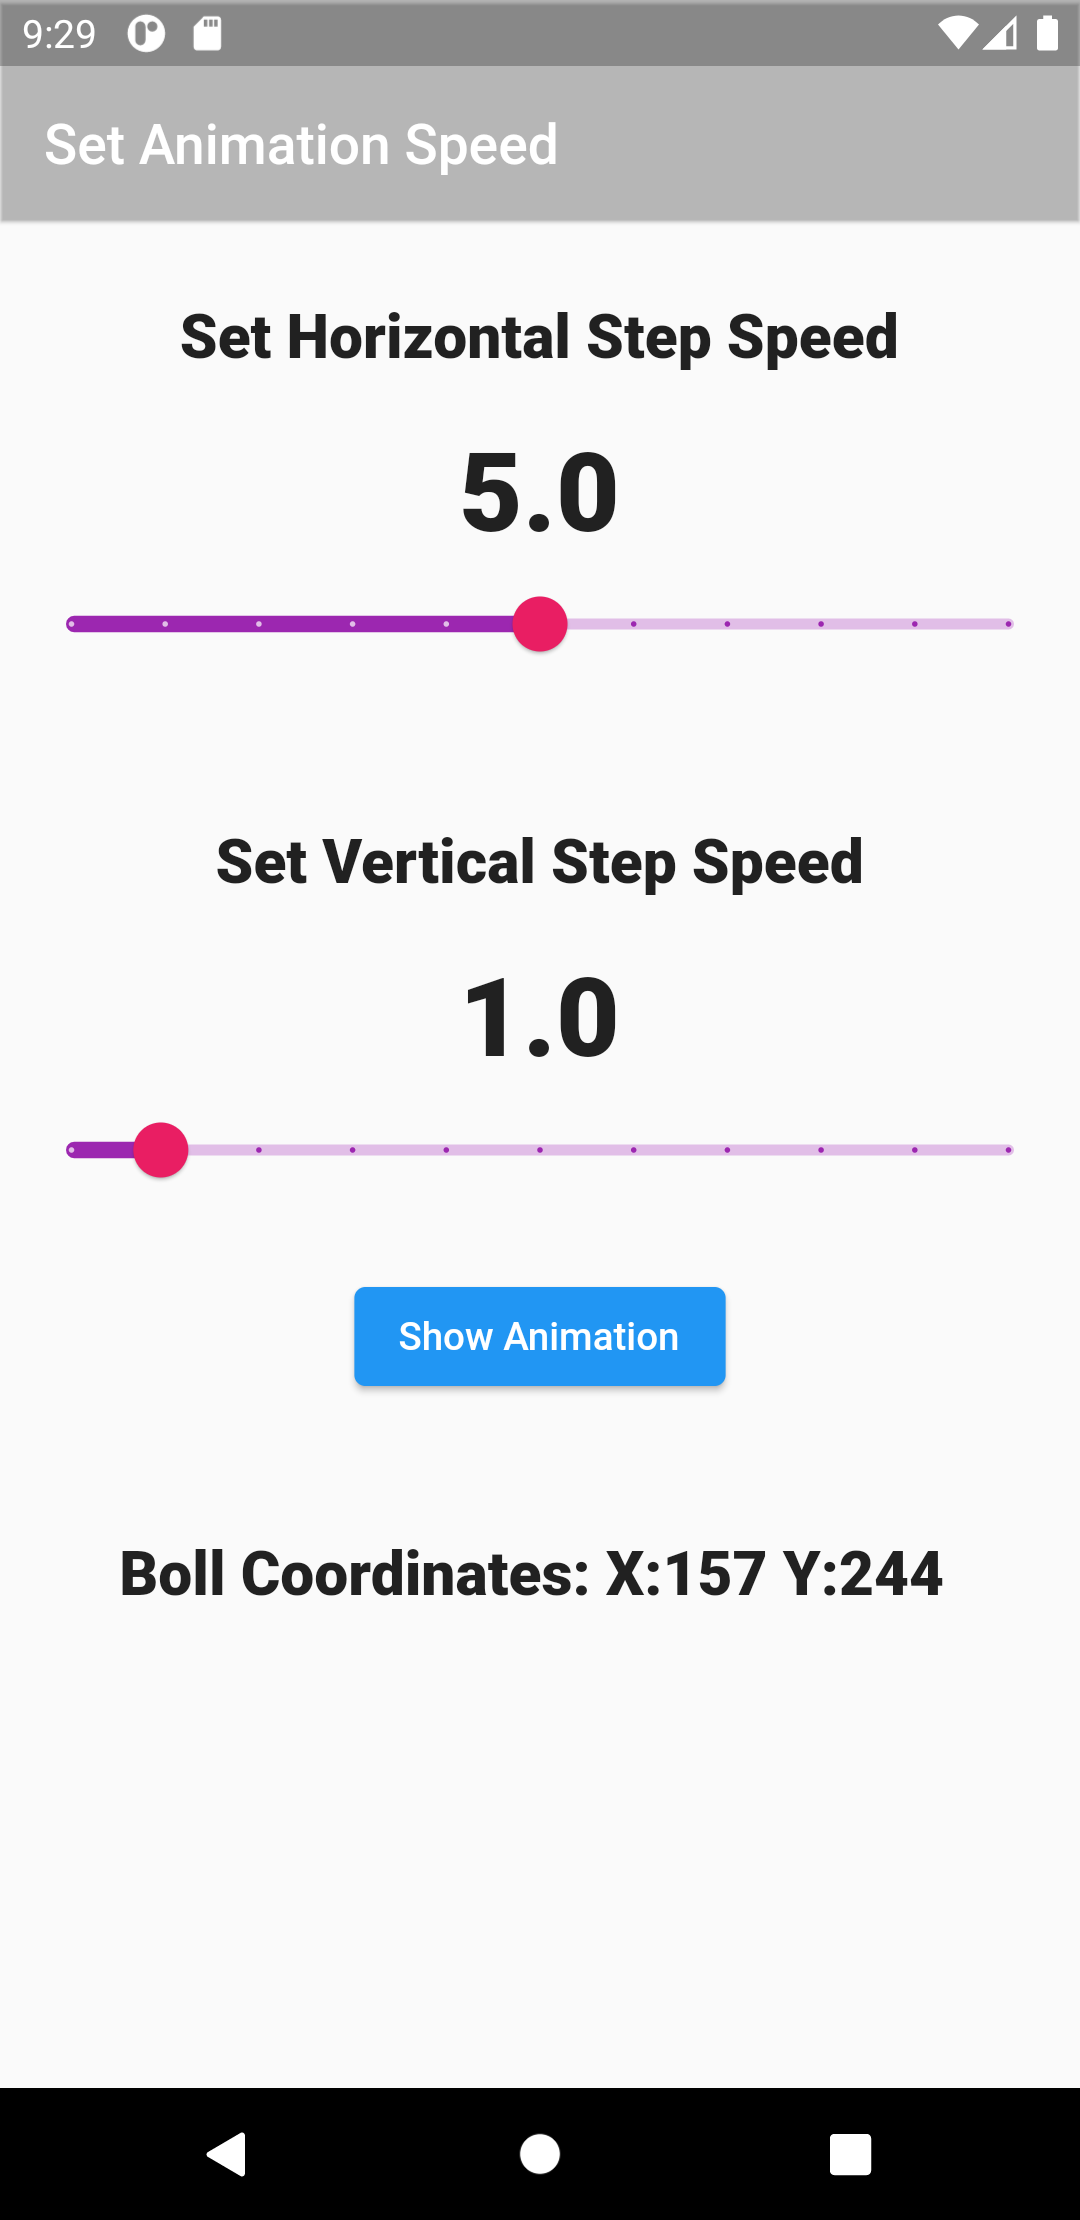 9:29
Set Animation Speed
Set Horizontal Step Speed
5.0
Set Vertical Step Speed
1.0
Show Animation
Boll Coordinates: X:157 Y:244